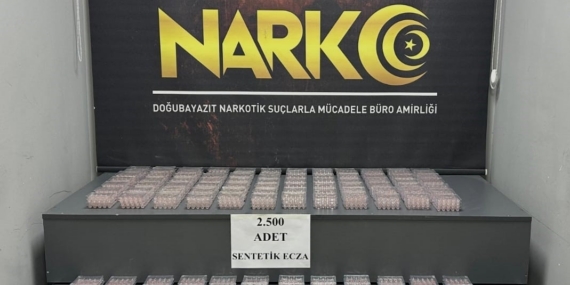 NARKO
DOĞUBAYAZIT NARKOTİK SUÇLARLA MÜCADELE BÜRO AMİRLİĞİ
2.500
ADET
SENTETİK ECZA